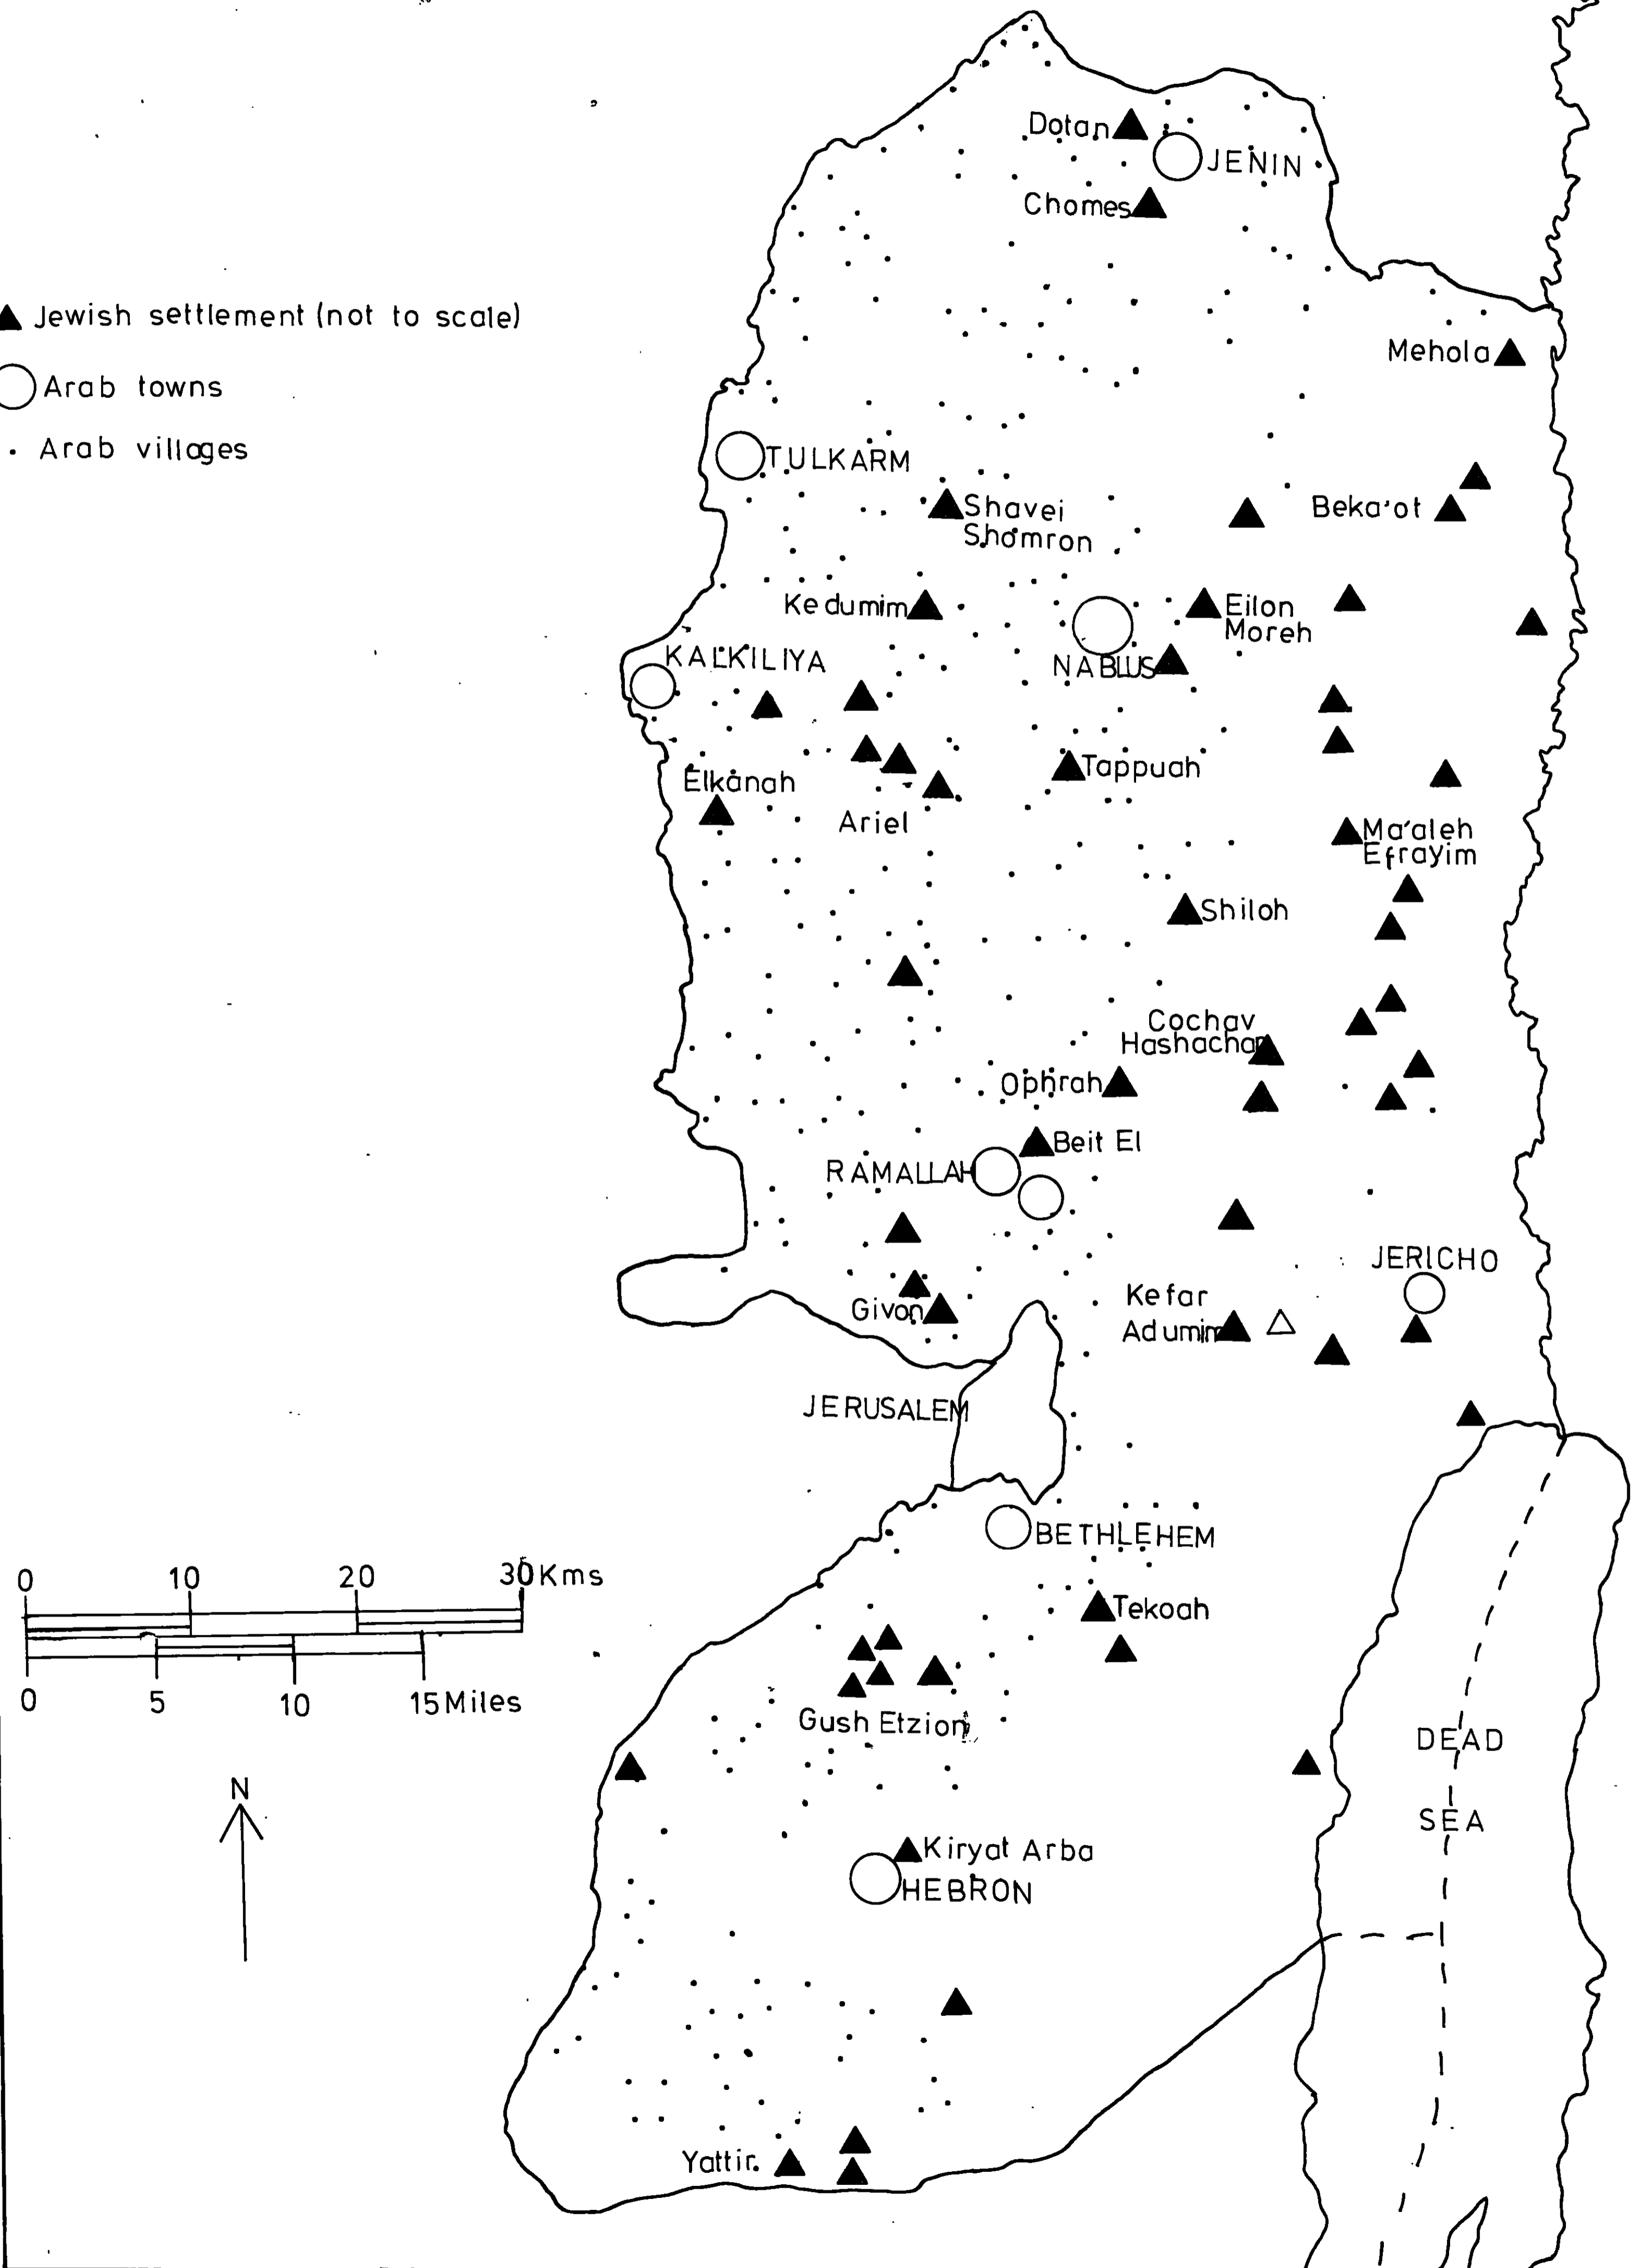 Dotan
JENIN
Chomes
Jewish settlement (not to scale)
Mehola
Arab towns
Arab villages
TULKARM
Shavei
Shomron
Beka'ot
Kedumim
Eilon
Moreh
KALKILIYA
NABLUS
Tappuah
Elkanah
Ariel
Ma'aleh
Efrayim
Shiloh
Cochav
Hashachar
Ophrah
Beit El
RAMALLAH
JERICHO
Kefar
Adumim
Givon
JERUSALEM
BETHLEHEM
0 10 20 30 Kms
Tekoah
0 5 10 15 Miles
Gush Etzion
DEAD
SEA
N
Kiryat Arba
HEBRON
Yattir